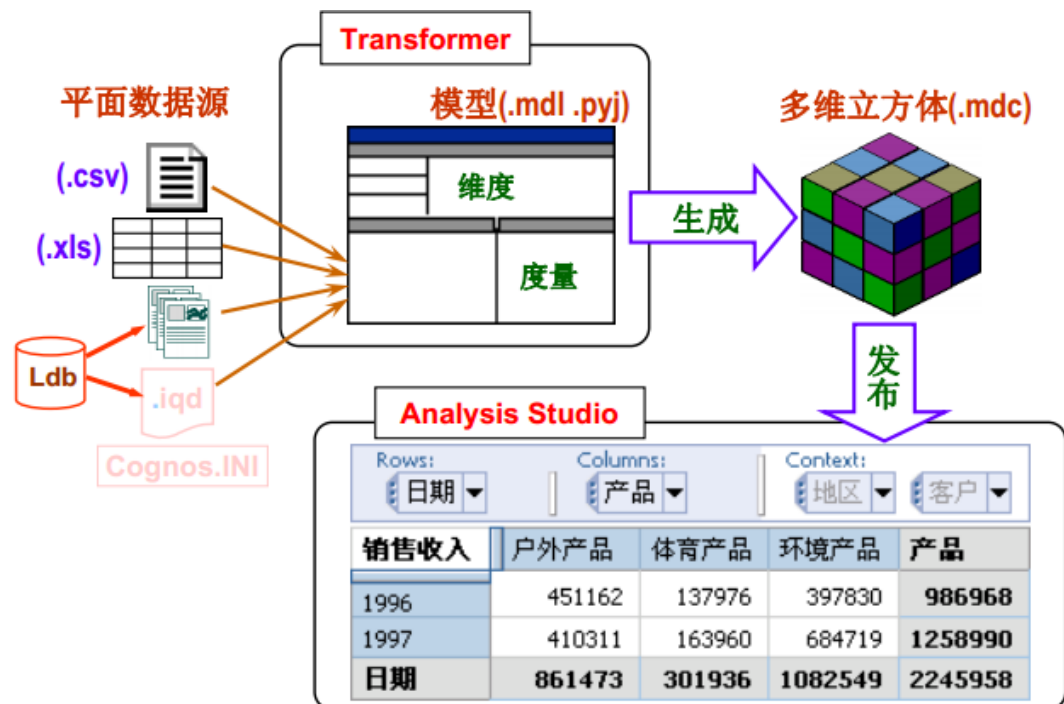 Transformer
平面数据源
模型(.mdl .pyj)
多维立方体(.mdc)
(.csv)
维度
生成
(.xls)
度量
Ldb
.iqd
发布
Cognos.INI
Analysis Studio
Rows: Columns: Context:
日期 产品 地区 客户
销售收入 户外产品 体育产品 环境产品 产品
1996 451162 137976 397830 986968
1997 410311 163960 684719 1258990
日期 861473 301936 1082549 2245958